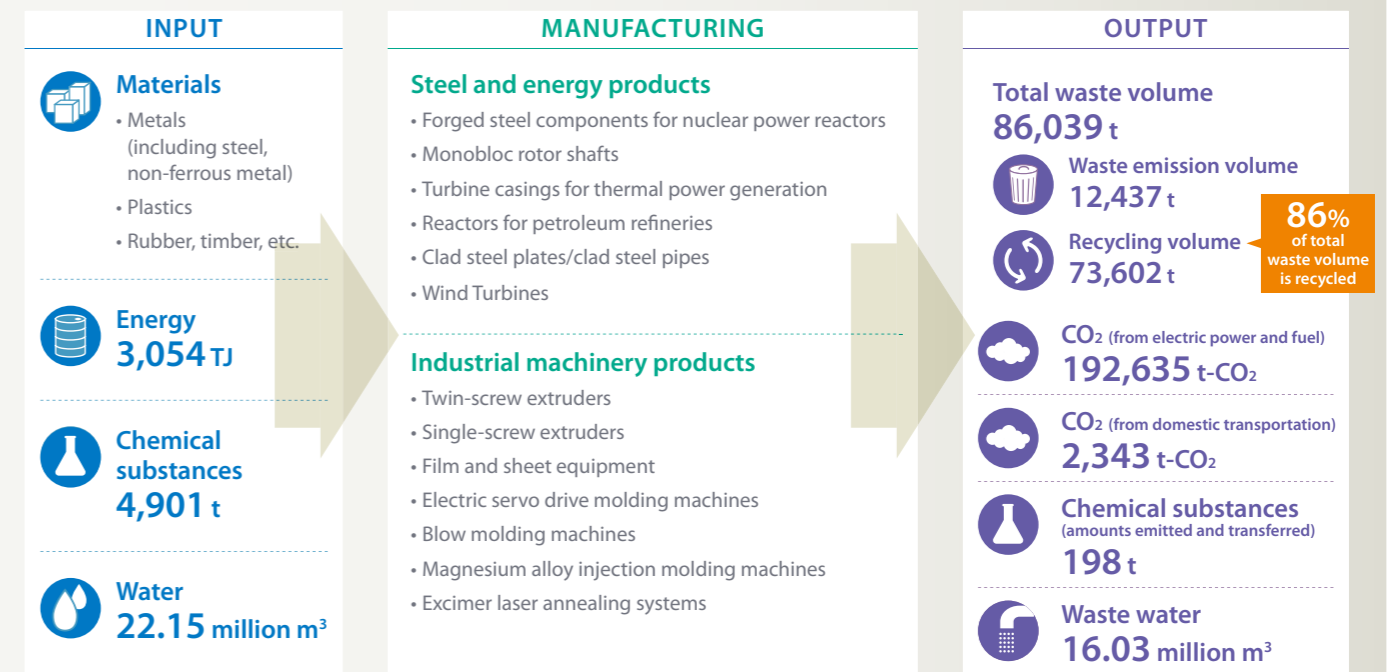 INPUT
Materials
• Metals
(including steel,
non-ferrous metal)
• Plastics
• Rubber, timber, etc.
Energy
3,054 TJ
Chemical
substances
4,901 t
Water
22.15 million m³
MANUFACTURING
Steel and energy products
• Forged steel components for nuclear power reactors
• Monobloc rotor shafts
• Turbine casings for thermal power generation
• Reactors for petroleum refineries
• Clad steel plates/clad steel pipes
• Wind Turbines
Industrial machinery products
• Twin-screw extruders
• Single-screw extruders
• Film and sheet equipment
• Electric servo drive molding machines
• Blow molding machines
• Magnesium alloy injection molding machines
• Excimer laser annealing systems
OUTPUT
Total waste volume
86,039 t
Waste emission volume
12,437 t
Recycling volume
73,602 t
86%
of total
waste volume
is recycled
CO₂ (from electric power and fuel)
192,635 t-CO₂
CO₂ (from domestic transportation)
2,343 t-CO₂
Chemical substances
(amounts emitted and transferred)
198 t
Waste water
16.03 million m³